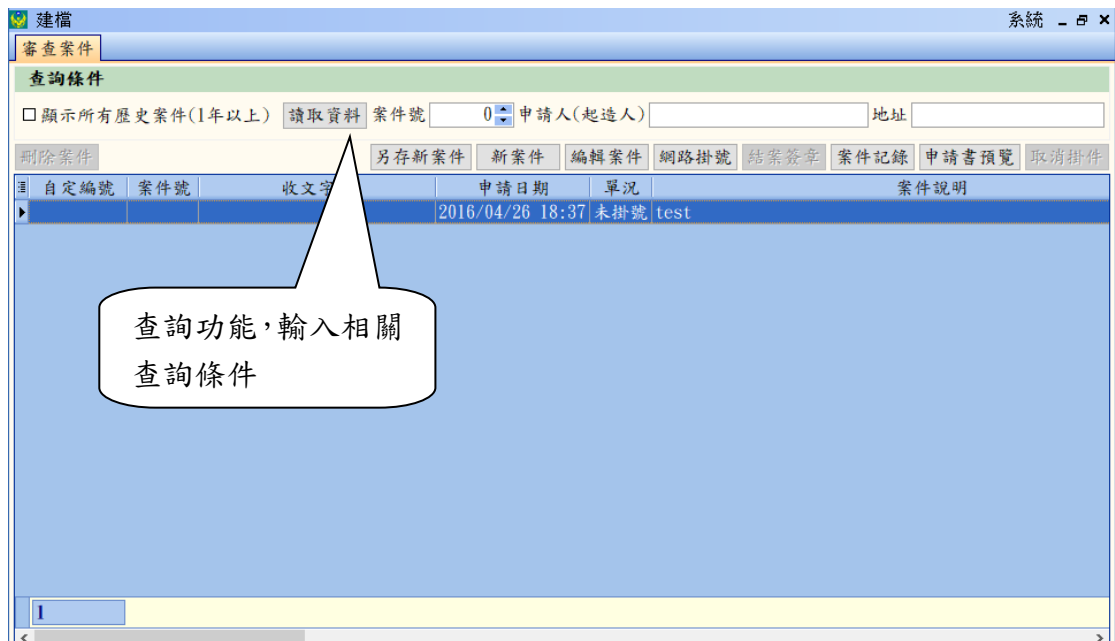 建檔 系統
審查案件
查詢條件
顯示所有歷史案件(1年以上) 讀取資料 案件號 0 申請人(起造人) 地址
刪除案件 另存新案件 新案件 編輯案件 網路掛號 結案簽章 案件記錄 申請書預覽 取消掛件
自定編號 案件號 收文字 申請日期 單況 案件說明
2016/04/26 18:37 未掛號 test
查詢功能，輸入相關
查詢條件
1